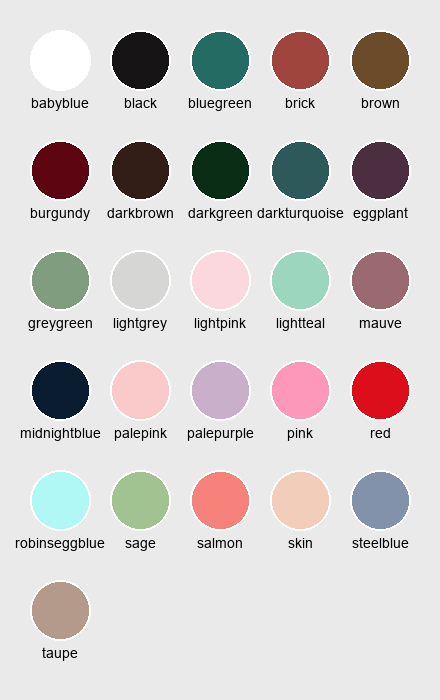 babyblue black bluegreen brick brown
burgundy darkbrown darkgreen darkturquoise eggplant
greygreen lightgrey lightpink lightteal mauve
midnightblue palepink palepurple pink red
robinseggblue sage salmon skin steelblue
taupe